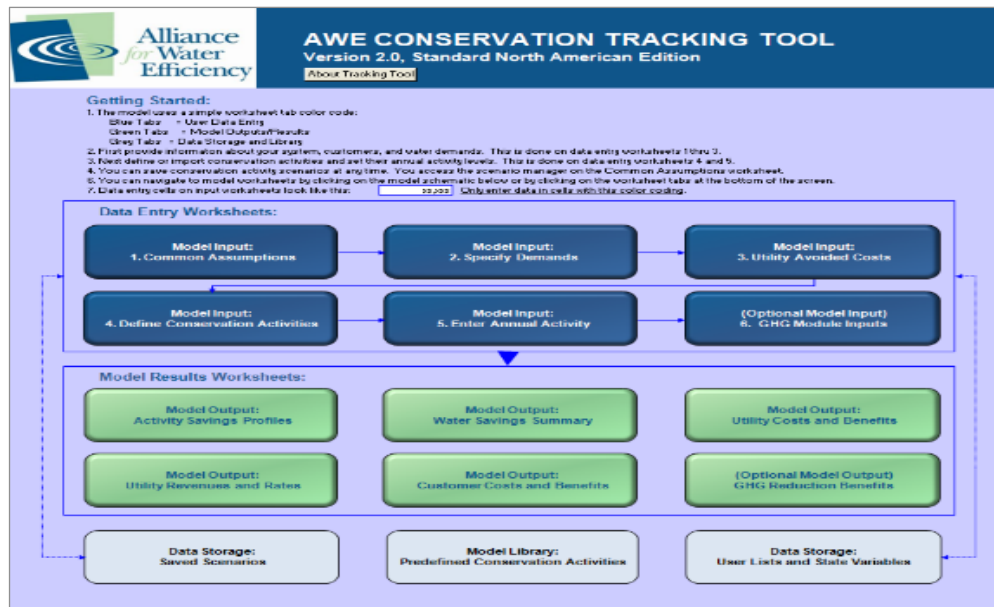 Alliance
for Water
Efficiency
AWE CONSERVATION TRACKING TOOL
Version 2.0, Standard North American Edition
About Tracking Tool
Getting Started:
1. The model uses a simple worksheet tab color code:
Blue Tabs = User Data Entry
Green Tabs = Model Outputs/Results
Grey Tabs = Data Storage and Library
2. First provide information about your system, customers, and water demands. This is done on data entry worksheets 1 thru 3.
3. Next define or import conservation activities and set their annual activity levels. This is done on data entry worksheets 4 and 5.
4. You can save conservation activity scenarios at any time. You access the scenario manager on the Common Assumptions worksheet.
6. You can navigate to model worksheets by clicking on the model schematic below or by clicking on the worksheet tabs at the bottom of the screen.
7. Data entry cells on input worksheets look like this: Only enter data in cells with this color coding.
Data Entry Worksheets:
Model Input:
1. Common Assumptions
Model Input:
2. Specify Demands
Model Input:
3. Utility Avoided Costs
Model Input:
4. Define Conservation Activities
Model Input:
5. Enter Annual Activity
(Optional Model Input)
6. GHG Module Inputs
Model Results Worksheets:
Model Output:
Activity Savings Profiles
Model Output:
Water Savings Summary
Model Output:
Utility Costs and Benefits
Model Output:
Utility Revenues and Rates
Model Output:
Customer Costs and Benefits
(Optional Model Output)
GHG Reduction Benefits
Data Storage:
Saved Scenarios
Model Library:
Predefined Conservation Activities
Data Storage:
User Lists and State Variables